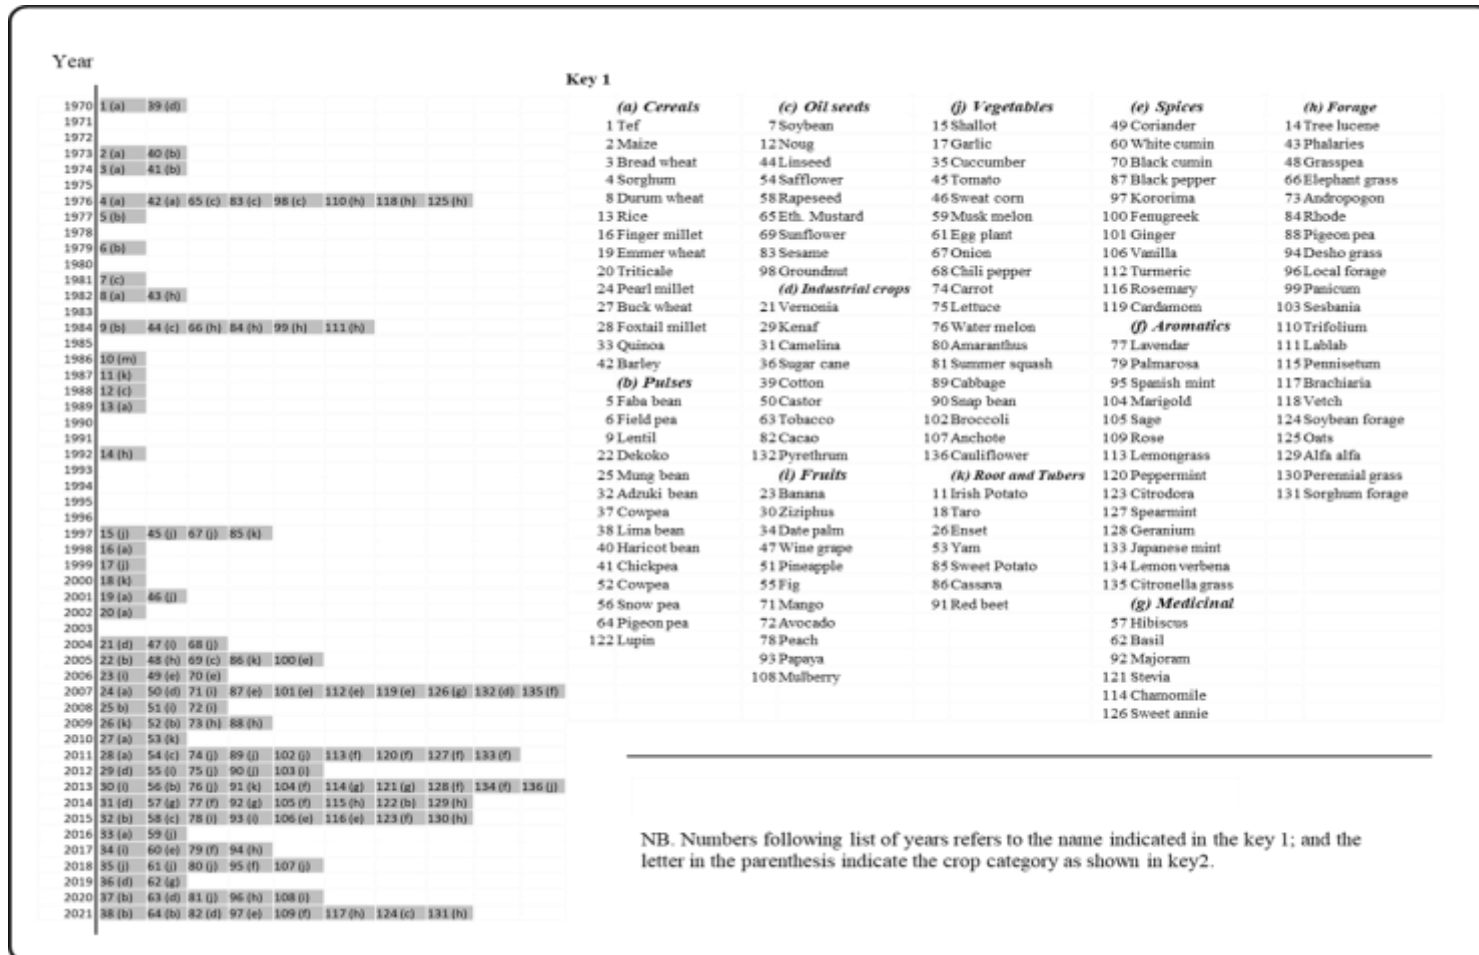 Year
1970 1 (a) 39 (d)
1971
1972
1973 2 (a) 40 (b)
1974 3 (a) 41 (b)
1975
1976 4 (a) 42 (a) 65 (c) 83 (c) 98 (c) 110 (h) 118 (h) 125 (h)
1977 5 (b)
1978
1979 6 (b)
1980
1981 7 (c)
1982 8 (a) 43 (h)
1983
1984 9 (b) 44 (c) 66 (h) 84 (h) 99 (h) 111 (h)
1985
1986 10 (m)
1987 11 (k)
1988 12 (c)
1989 13 (a)
1990
1991
1992 14 (h)
1993
1994
1995
1996
1997 15 (j) 45 (j) 67 (j) 85 (k)
1998 16 (a)
1999 17 (j)
2000 18 (k)
2001 19 (a) 46 (j)
2002 20 (a)
2003
2004 21 (d) 47 (i) 68 (j)
2005 22 (b) 48 (h) 69 (c) 86 (k) 100 (e)
2006 23 (i) 49 (e) 70 (e)
2007 24 (a) 50 (d) 71 (i) 87 (e) 101 (e) 112 (e) 119 (e) 126 (g) 132 (d) 135 (f)
2008 25 b) 51 (i) 72 (i)
2009 26 (k) 52 (b) 73 (h) 88 (h)
2010 27 (a) 53 (k)
2011 28 (a) 54 (c) 74 (j) 89 (j) 102 (j) 113 (f) 120 (f) 127 (f) 133 (f)
2012 29 (d) 55 (i) 75 (j) 90 (j) 103 (i)
2013 30 (i) 56 (b) 76 (j) 91 (k) 104 (f) 114 (g) 121 (g) 128 (f) 134 (f) 136 (j)
2014 31 (d) 57 (g) 77 (f) 92 (g) 105 (f) 115 (h) 122 (b) 129 (h)
2015 32 (b) 58 (c) 78 (i) 93 (i) 106 (e) 116 (e) 123 (f) 130 (h)
2016 33 (a) 59 (j)
2017 34 (i) 60 (e) 79 (f) 94 (h)
2018 35 (j) 61 (j) 80 (j) 95 (f) 107 (j)
2019 36 (d) 62 (g)
2020 37 (b) 63 (d) 81 (j) 96 (h) 108 (i)
2021 38 (b) 64 (b) 82 (d) 97 (e) 109 (f) 117 (h) 124 (c) 131 (h)
Key 1
(a) Cereals
1 Tef
2 Maize
3 Bread wheat
4 Sorghum
8 Durum wheat
13 Rice
16 Finger millet
19 Emmer wheat
20 Triticale
24 Pearl millet
27 Buck wheat
28 Foxtail millet
33 Quinoa
42 Barley
(b) Pulses
5 Faba bean
6 Field pea
9 Lentil
22 Dekoko
25 Mung bean
32 Adzuki bean
37 Cowpea
38 Lima bean
40 Haricot bean
41 Chickpea
52 Cowpea
56 Snow pea
64 Pigeon pea
122 Lupin
(c) Oil seeds
7 Soybean
12 Noug
44 Linseed
54 Safflower
58 Rapeseed
65 Eth. Mustard
69 Sunflower
83 Sesame
98 Groundnut
(d) Industrial crops
21 Vernonia
29 Kenaf
31 Camelina
36 Sugar cane
39 Cotton
50 Castor
63 Tobacco
82 Cacao
132 Pyrethrum
(i) Fruits
23 Banana
30 Ziziphus
34 Date palm
47 Wine grape
51 Pineapple
55 Fig
71 Mango
72 Avocado
78 Peach
93 Papaya
108 Mulberry
(j) Vegetables
15 Shallot
17 Garlic
35 Cuccumber
45 Tomato
46 Sweat corn
59 Musk melon
61 Egg plant
67 Onion
68 Chili pepper
74 Carrot
75 Lettuce
76 Water melon
80 Amaranthus
81 Summer squash
89 Cabbage
90 Snap bean
102 Broccoli
107 Anchote
136 Cauliflower
(k) Root and Tubers
11 Irish Potato
18 Taro
26 Enset
53 Yam
85 Sweet Potato
86 Cassava
91 Red beet
(e) Spices
49 Coriander
60 White cumin
70 Black cumin
87 Black pepper
97 Kororima
100 Fenugreek
101 Ginger
106 Vanilla
112 Turmeric
116 Rosemary
119 Cardamom
(f) Aromatics
77 Lavendar
79 Palmarosa
95 Spanish mint
104 Marigold
105 Sage
109 Rose
113 Lemongrass
120 Peppermint
123 Citrodora
127 Spearmint
128 Geranium
133 Japanese mint
134 Lemon verbena
135 Citronella grass
(g) Medicinal
57 Hibiscus
62 Basil
92 Majoram
121 Stevia
114 Chamomile
126 Sweet annie
(h) Forage
14 Tree lucene
43 Phalaries
48 Grasspea
66 Elephant grass
73 Andropogon
84 Rhode
88 Pigeon pea
94 Desho grass
96 Local forage
99 Panicum
103 Sesbania
110 Trifolium
111 Lablab
115 Pennisetum
117 Brachiaria
118 Vetch
124 Soybean forage
125 Oats
129 Alfa alfa
130 Perennial grass
131 Sorghum forage
NB. Numbers following list of years refers to the name indicated in the key 1; and the
letter in the parenthesis indicate the crop category as shown in key2.